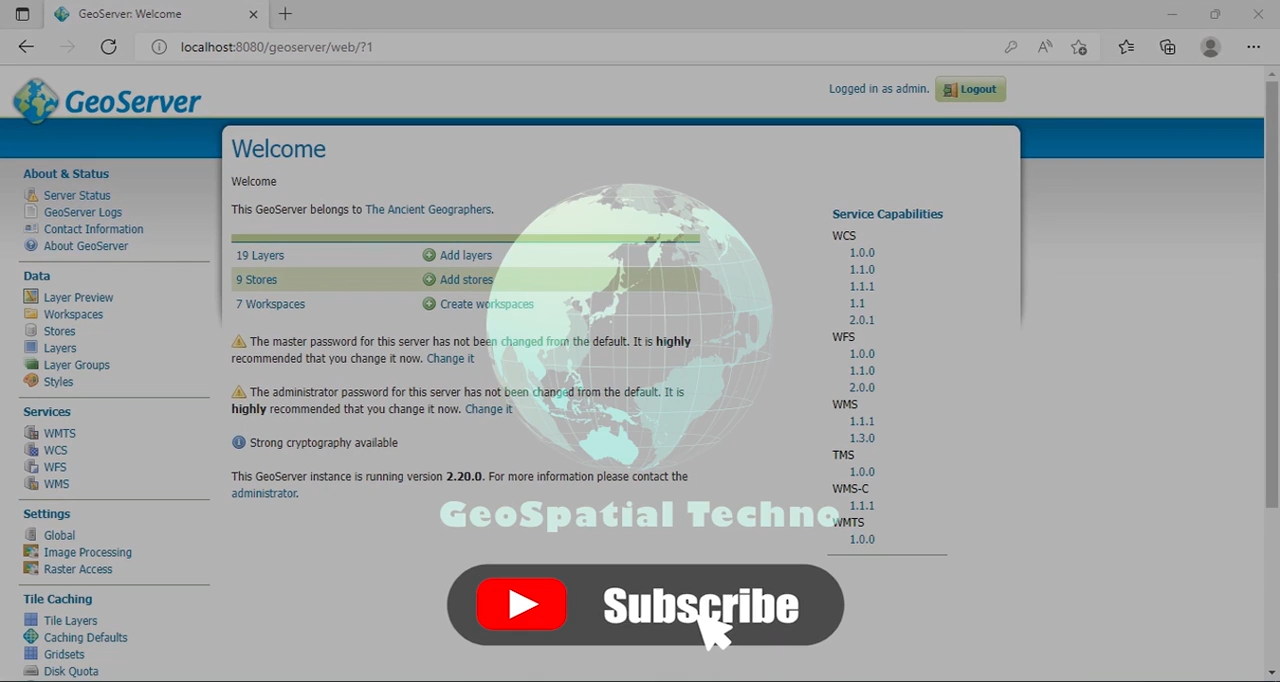 GeoServer: Welcome
localhost:8080/geoserver/web/?1
GeoServer
Logged in as admin.
Logout
About & Status
Server Status
GeoServer Logs
Contact Information
About GeoServer
Data
Layer Preview
Workspaces
Stores
Layers
Layer Groups
Styles
Services
WMTS
WCS
WFS
WMS
Settings
Global
Image Processing
Raster Access
Tile Caching
Tile Layers
Caching Defaults
Gridsets
Disk Quota
Welcome
Welcome
This GeoServer belongs to The Ancient Geographers.
19 Layers Add layers
9 Stores Add stores
7 Workspaces Create workspaces
The master password for this server has not been changed from the default. It is highly
recommended that you change it now. Change it
The administrator password for this server has not been changed from the default. It is
highly recommended that you change it now. Change it
Strong cryptography available
This GeoServer instance is running version 2.20.0. For more information please contact the
administrator.
Service Capabilities
WCS
1.0.0
1.1.0
1.1.1
1.1
2.0.1
WFS
1.0.0
1.1.0
2.0.0
WMS
1.1.1
1.3.0
TMS
1.0.0
WMS-C
1.1.1
WMTS
1.0.0
GeoSpatial Techno
Subscribe